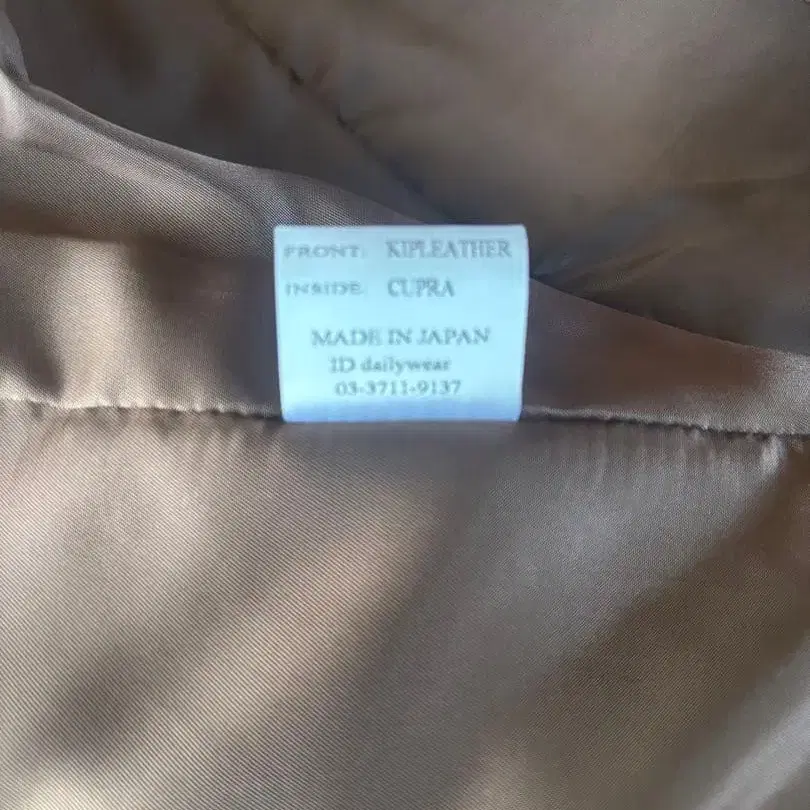 FRONT: KIPLEATHER
INSIDE: CUPRA
MADE IN JAPAN
ID dailywear
03-3711-9137